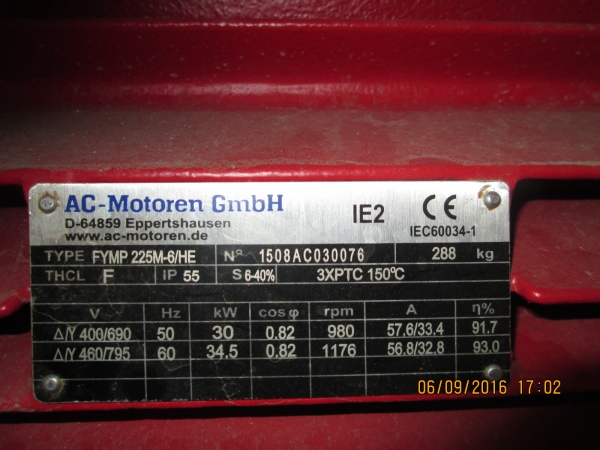 AC-Motoren GmbH
D-64859 Eppertshausen
www.ac-motoren.de
IE2
CE
IEC60034-1
TYPE FYMP 225M-6/HE N° 1508AC030076 288 kg
THCL F IP 55 S 6-40% 3XPTC 150°C
V Hz kW cos φ rpm A η%
Δ/Y 400/690 50 30 0.82 980 57.6/33.4 91.7
Δ/Y 460/795 60 34.5 0.82 1176 56.8/32.8 93.0
06/09/2016 17:02